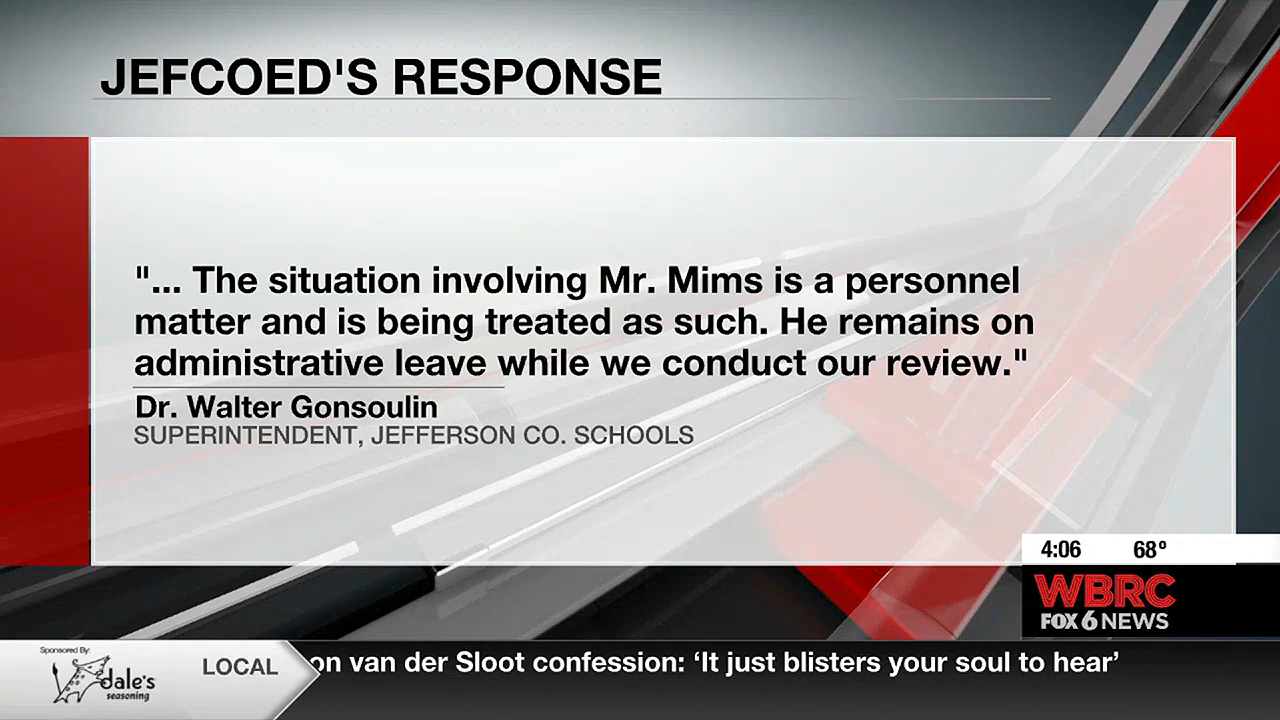 JEFCOED'S RESPONSE
"... The situation involving Mr. Mims is a personnel
matter and is being treated as such. He remains on
administrative leave while we conduct our review."
Dr. Walter Gonsoulin
SUPERINTENDENT, JEFFERSON CO. SCHOOLS
4:06 68º
WBRC
FOX 6 NEWS
Sponsored By:
dale's
seasoning
LOCAL
on van der Sloot confession: ‘It just blisters your soul to hear’